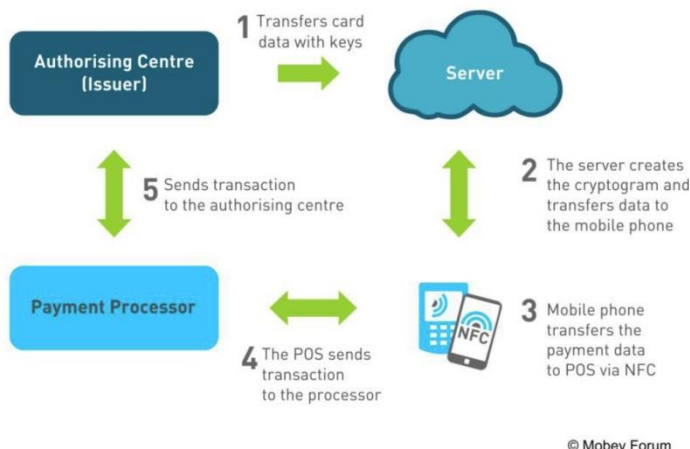 1 Transfers card
data with keys
Authorising Centre
(Issuer)
Server
5 Sends transaction
to the authorising centre
2 The server creates
the cryptogram and
transfers data to
the mobile phone
Payment Processor
NFC
3 Mobile phone
transfers the
payment data
to POS via NFC
4 The POS sends
transaction
to the processor
© Mobey Forum